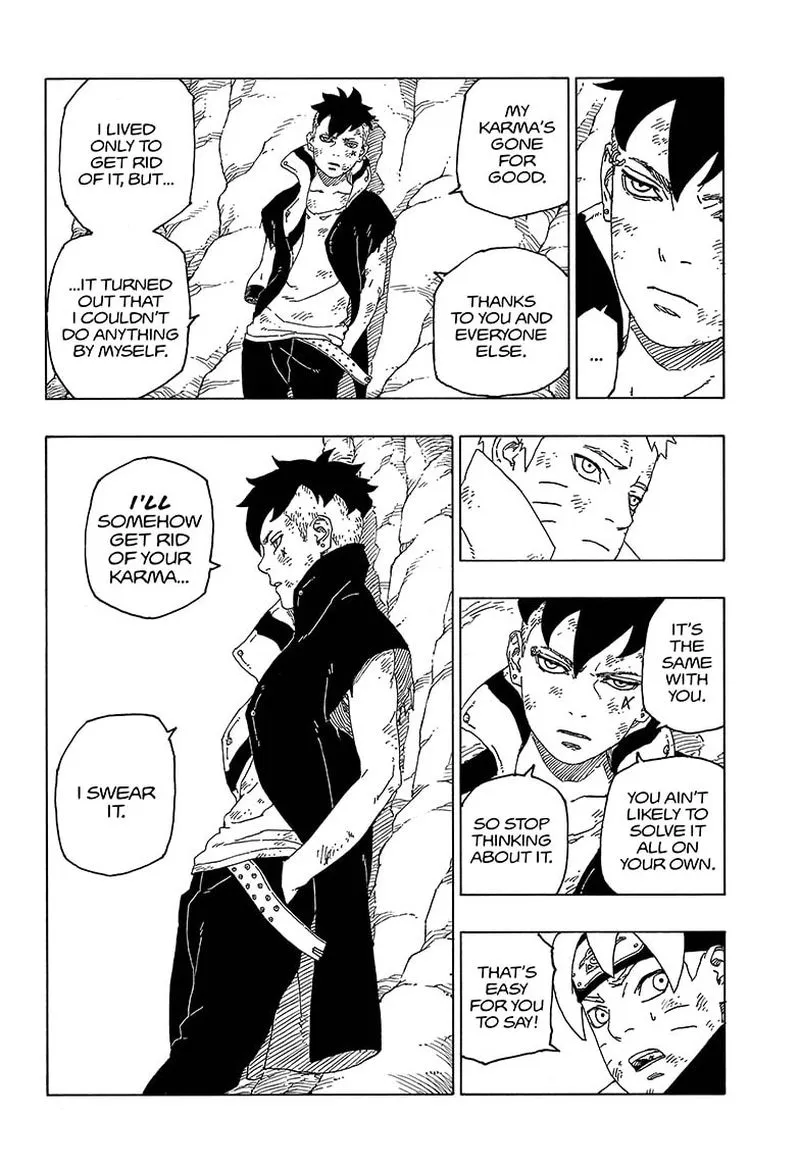 ...
MY
KARMA'S
GONE
FOR
GOOD.
THANKS
TO YOU AND
EVERYONE
ELSE.
I LIVED
ONLY TO
GET RID
OF IT, BUT...
...IT TURNED
OUT THAT
I COULDN'T
DO ANYTHING
BY MYSELF.
IT'S
THE
SAME
WITH
YOU.
YOU AIN'T
LIKELY TO
SOLVE IT
ALL ON
YOUR OWN.
SO STOP
THINKING
ABOUT IT.
THAT'S
EASY
FOR YOU
TO SAY!
I'LL
SOMEHOW
GET RID
OF YOUR
KARMA...
I SWEAR
IT.